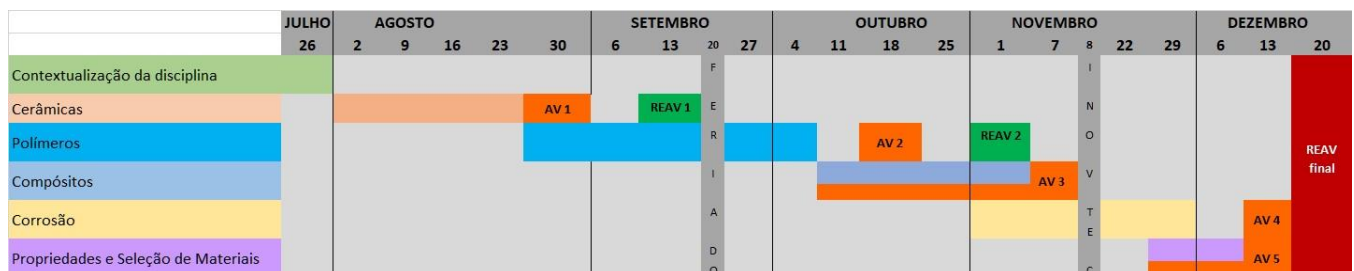 JULHO AGOSTO SETEMBRO OUTUBRO NOVEMBRO DEZEMBRO
26 2 9 16 23 30 6 13 20 27 4 11 18 25 1 7 8 22 29 6 13 20
Contextualização da disciplina
Cerâmicas AV 1 REAV 1
Polímeros AV 2 REAV 2
Compósitos AV 3
Corrosão AV 4
Propriedades e Seleção de Materiais AV 5
F
E
R
I
A
D
O
I
N
O
V
T
E
C
REAV
final